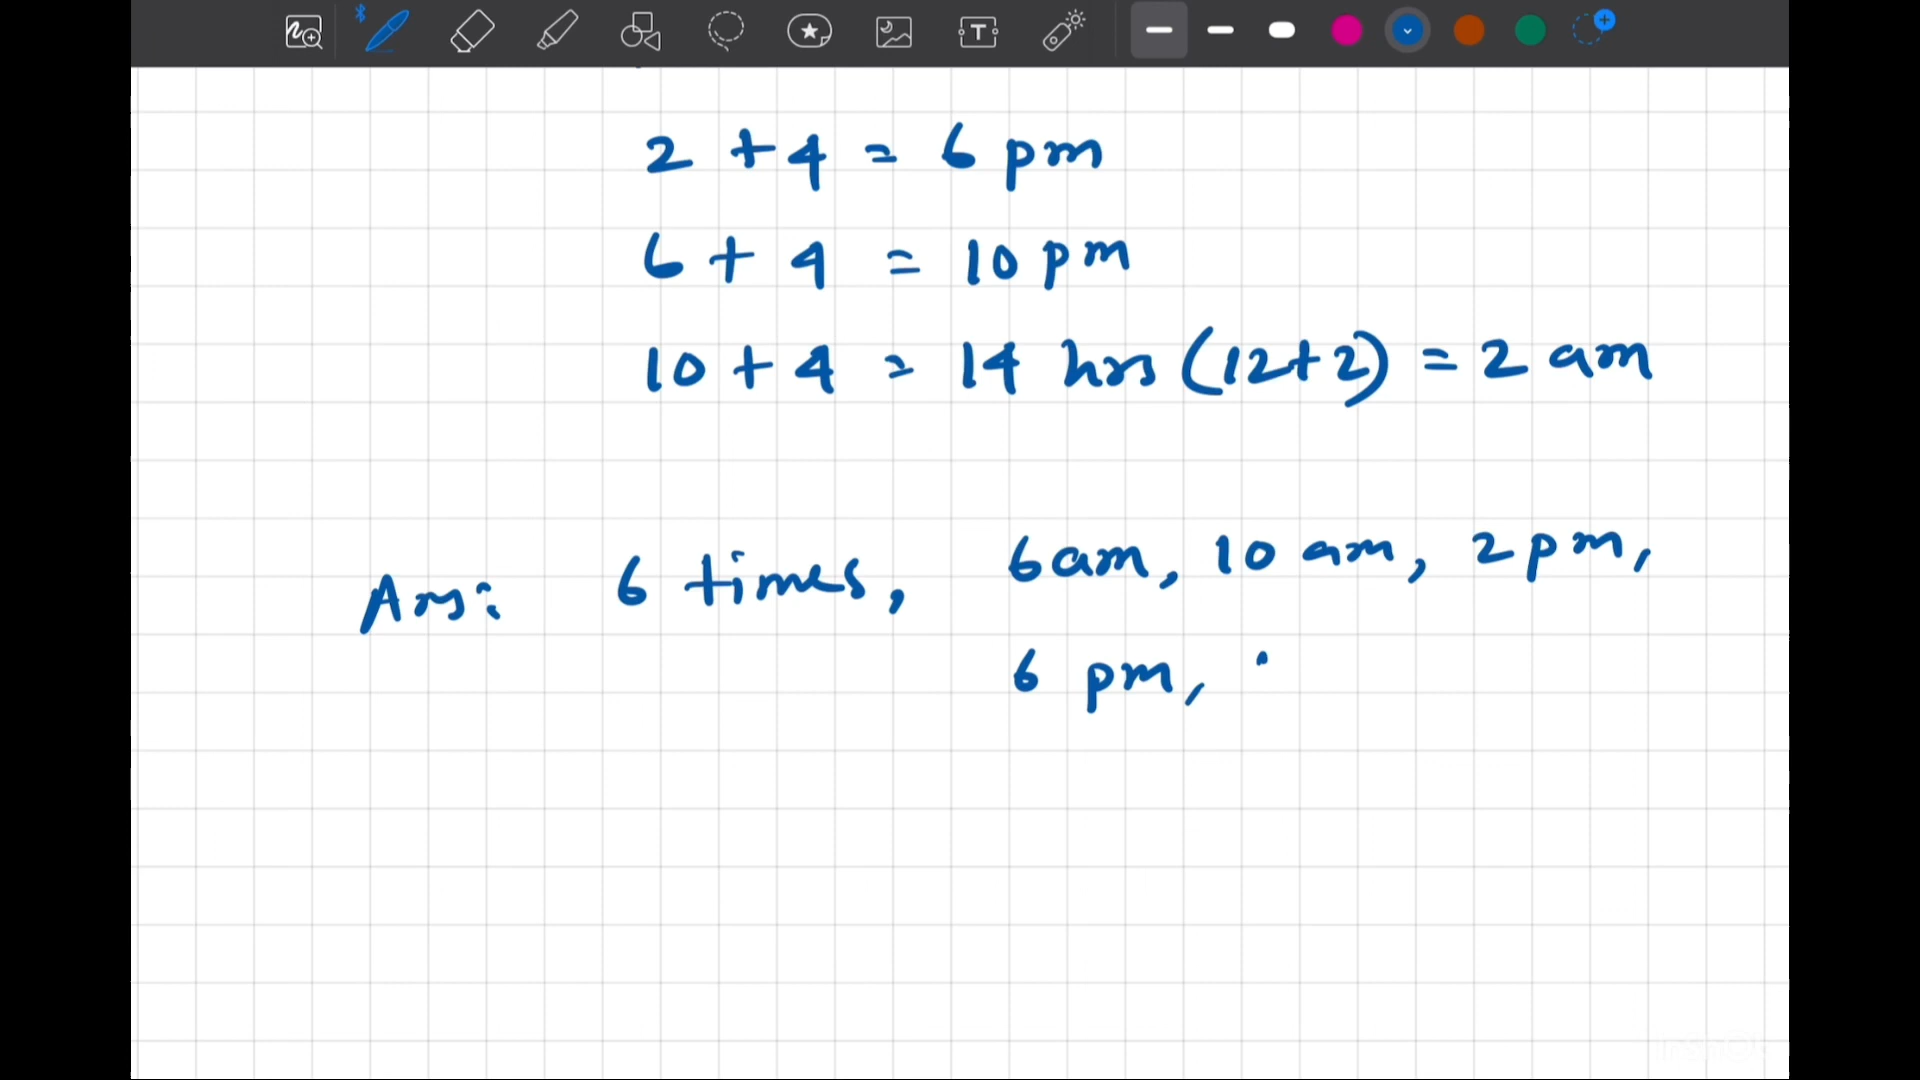 2 + 4 = 6 pm
6 + 4 = 10 pm
10 + 4 = 14 hrs (12+2) = 2 am
Ans: 6 times, 6am, 10 am, 2pm,
6 pm,